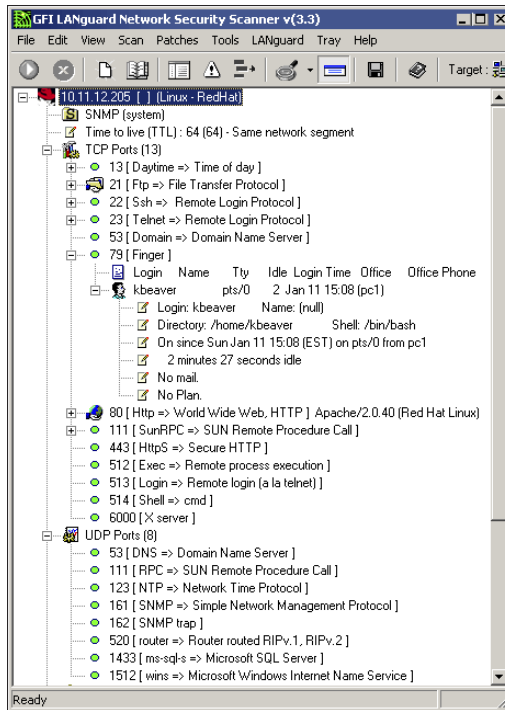 GFI LANguard Network Security Scanner v(3.3)
File Edit View Scan Patches Tools LANguard Tray Help
Target :
10.11.12.205 [ ] (Linux - RedHat)
SNMP (system)
Time to live (TTL) : 64 (64) - Same network segment
TCP Ports (13)
13 [ Daytime => Time of day ]
21 [ Ftp => File Transfer Protocol ]
22 [ Ssh => Remote Login Protocol ]
23 [ Telnet => Remote Login Protocol ]
53 [ Domain => Domain Name Server ]
79 [ Finger ]
Login Name Tty Idle Login Time Office Office Phone
kbeaver pts/0 2 Jan 11 15:08 (pc1)
Login: kbeaver Name: (null)
Directory: /home/kbeaver Shell: /bin/bash
On since Sun Jan 11 15:08 (EST) on pts/0 from pc1
2 minutes 27 seconds idle
No mail.
No Plan.
80 [ Http => World Wide Web, HTTP ] Apache/2.0.40 (Red Hat Linux)
111 [ SunRPC => SUN Remote Procedure Call ]
443 [ HttpS => Secure HTTP ]
512 [ Exec => Remote process execution ]
513 [ Login => Remote login (a la telnet) ]
514 [ Shell => cmd ]
6000 [ X server ]
UDP Ports (8)
53 [ DNS => Domain Name Server ]
111 [ RPC => SUN Remote Procedure Call ]
123 [ NTP => Network Time Protocol ]
161 [ SNMP => Simple Network Management Protocol ]
162 [ SNMP trap ]
520 [ router => Router routed RIPv.1, RIPv.2 ]
1433 [ ms-sql-s => Microsoft SQL Server ]
1512 [ wins => Microsoft Windows Internet Name Service ]
Ready